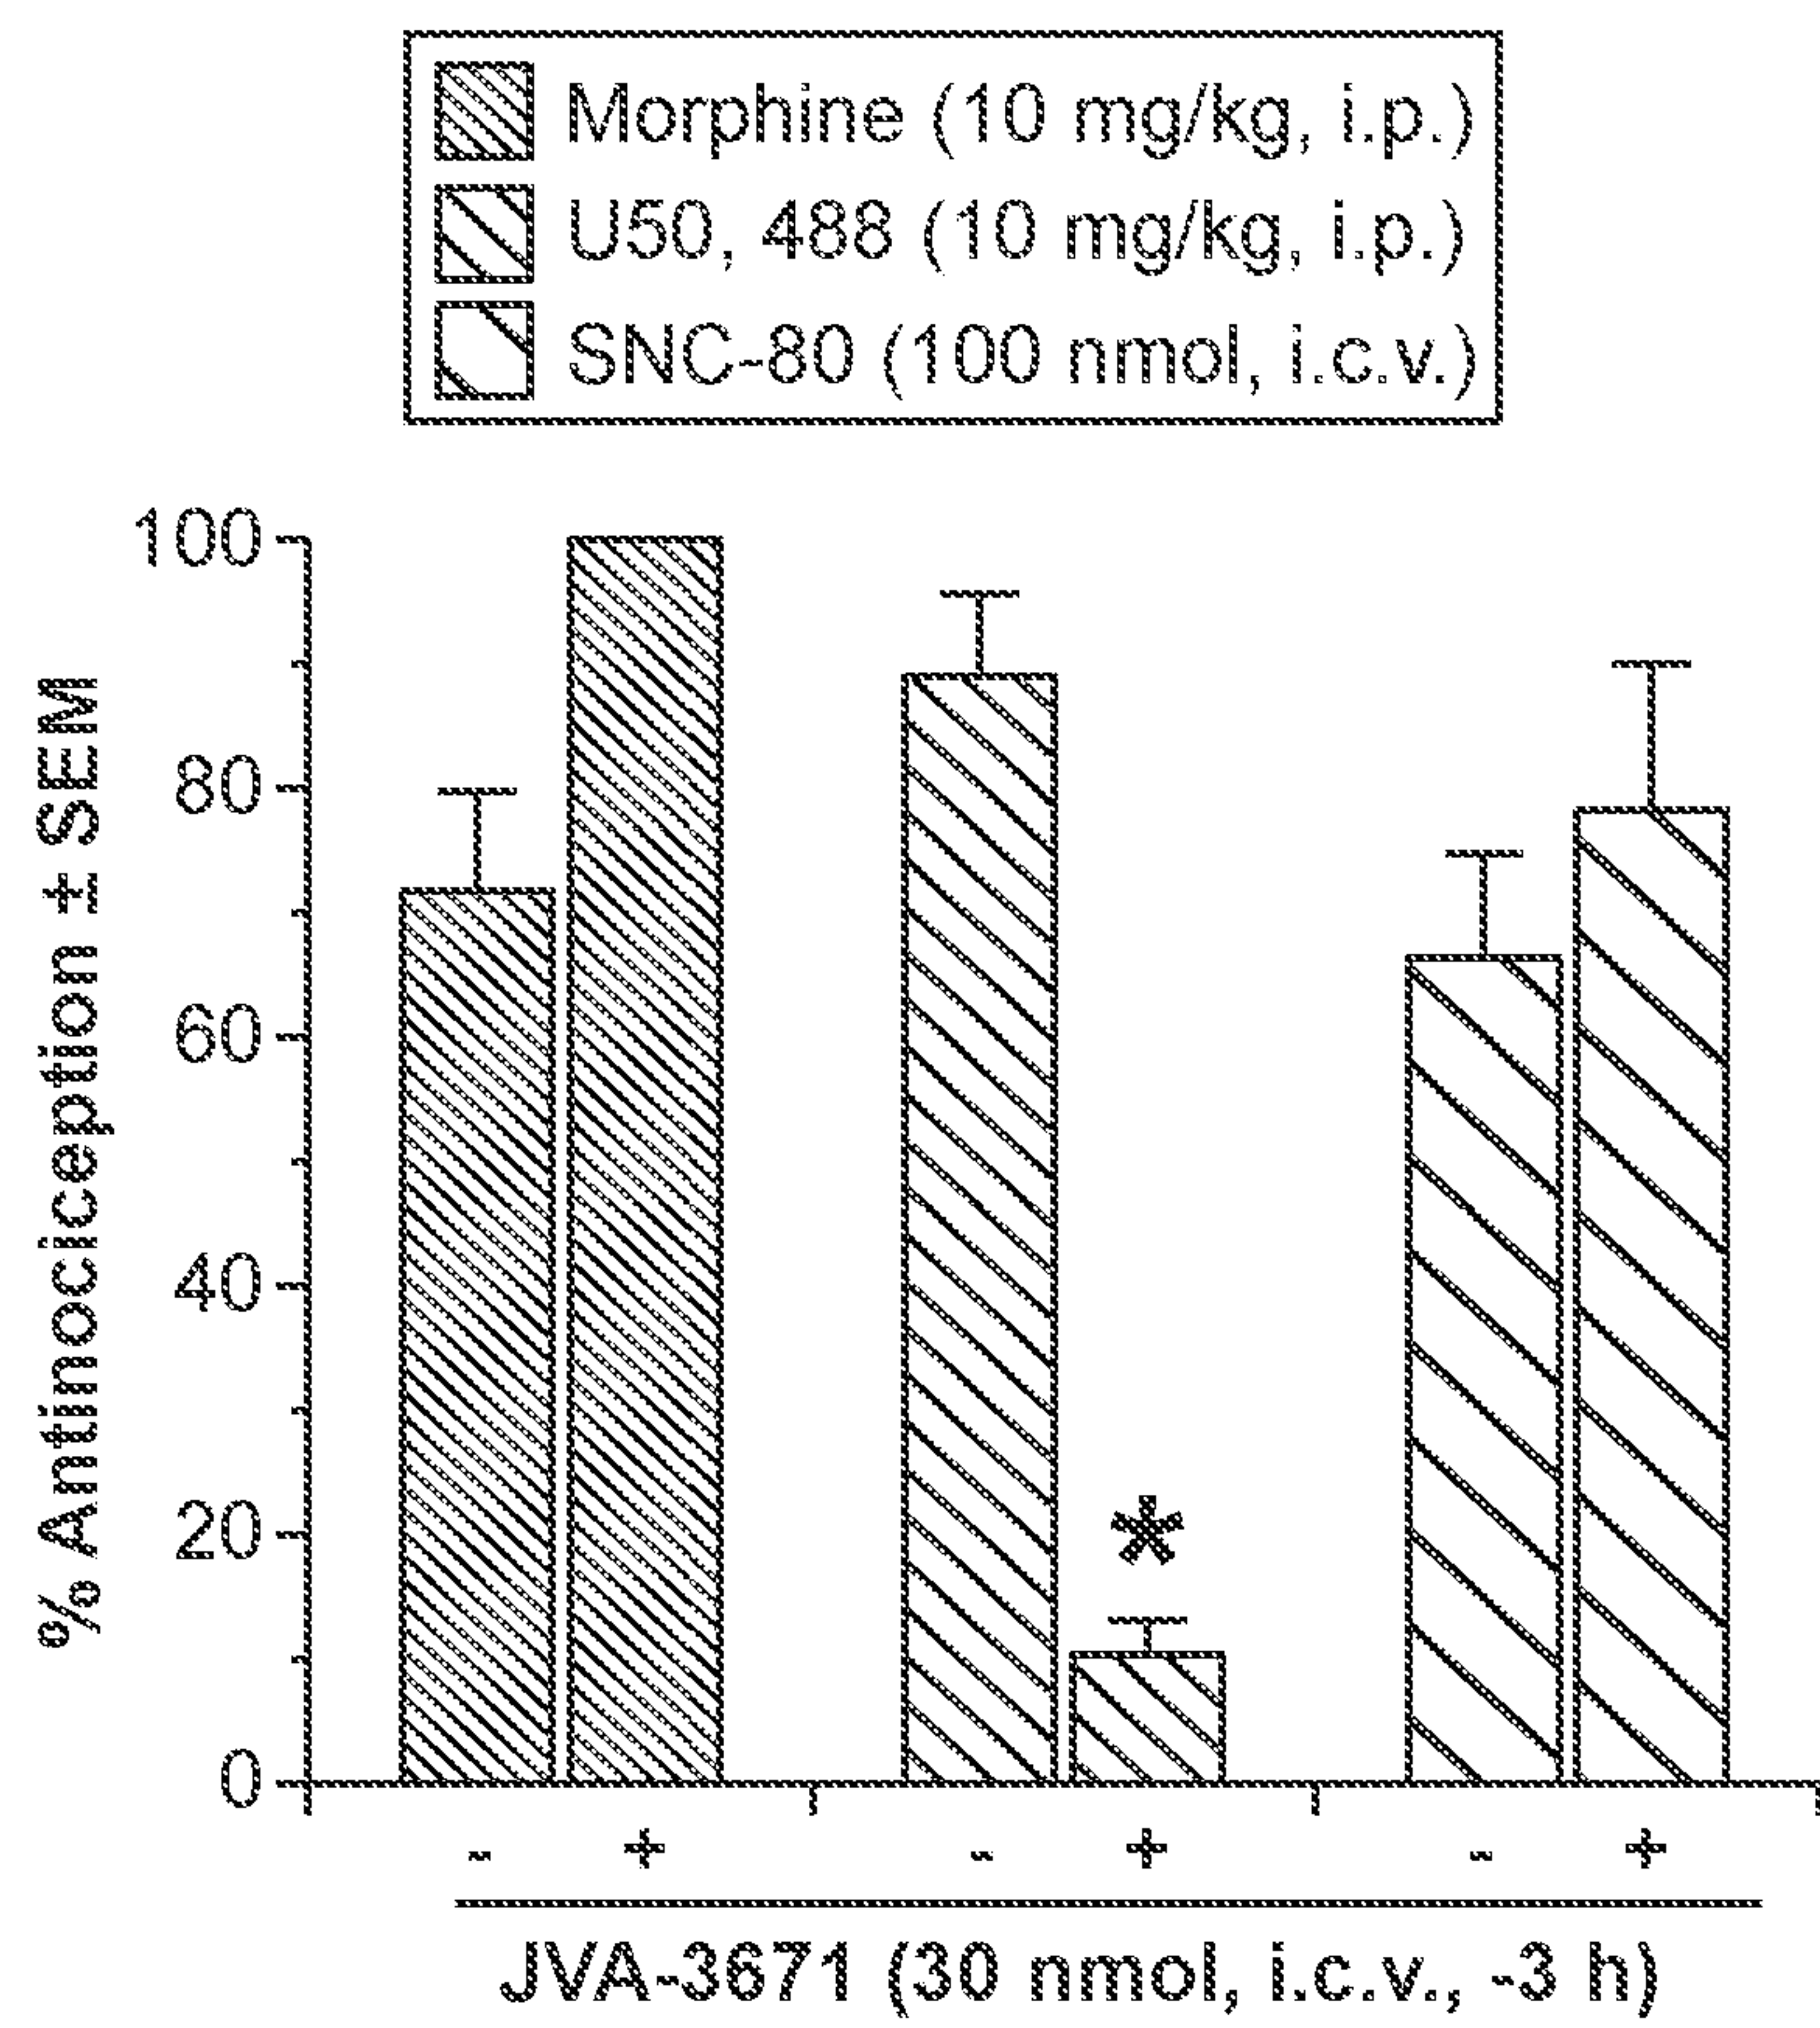 Morphine (10 mg/kg, i.p.)
U50, 488 (10 mg/kg, i.p.)
SNC-80 (100 nmol, i.c.v.)
% Antinociception ± SEM
100
80
60
40
20
0
*
- + - + - +
JVA-3671 (30 nmol, i.c.v., -3 h)